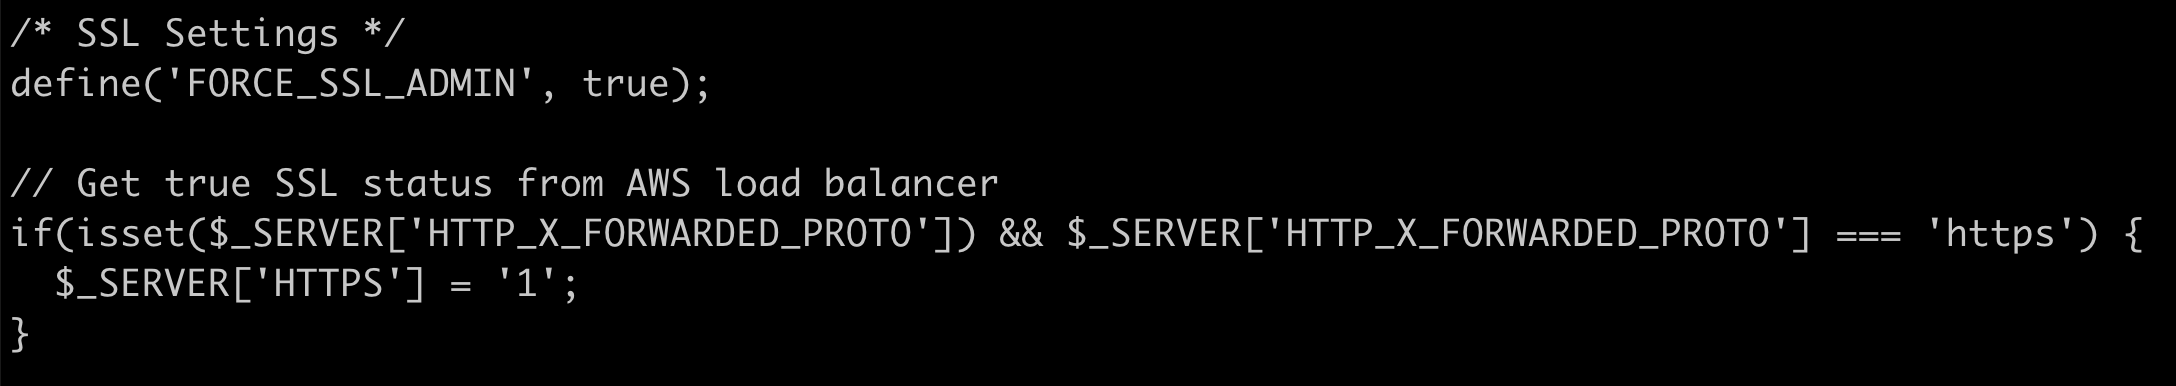 /* SSL Settings */
define('FORCE_SSL_ADMIN', true);

// Get true SSL status from AWS load balancer
if(isset($_SERVER['HTTP_X_FORWARDED_PROTO']) && $_SERVER['HTTP_X_FORWARDED_PROTO'] === 'https') {
  $_SERVER['HTTPS'] = '1';
}